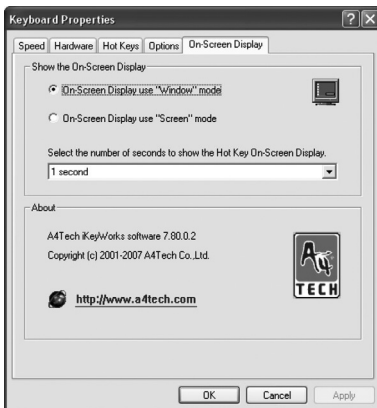 Keyboard Properties
Speed Hardware Hot Keys Options On-Screen Display
Show the On-Screen Display
On-Screen Display use "Window" mode
On-Screen Display use "Screen" mode
Select the number of seconds to show the Hot Key On-Screen Display.
1 second
About
A4Tech iKeyWorks software 7.80.0.2
Copyright (c) 2001-2007 A4Tech Co.,Ltd.
A4
TECH
http://www.a4tech.com
OK Cancel Apply